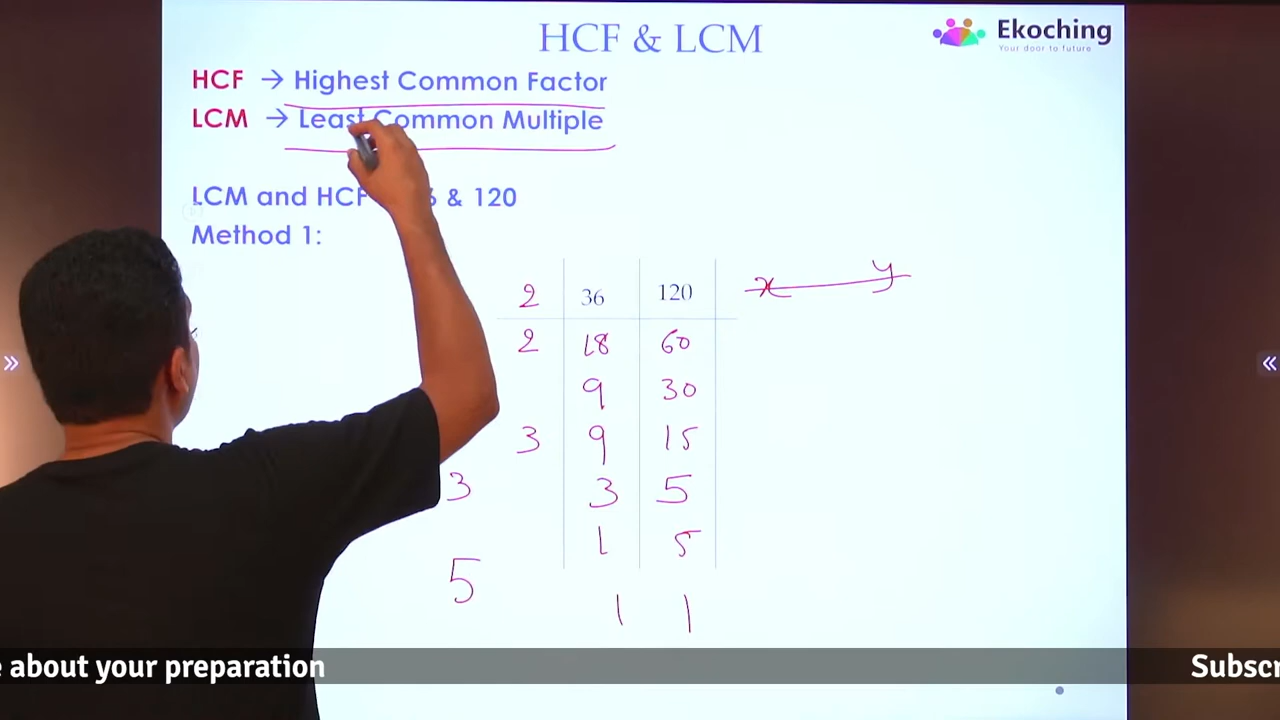 HCF & LCM
Ekoching
Your door to future
HCF → Highest Common Factor
LCM → Least Common Multiple
LCM and HCF & 120
Method 1:
2 36 120 x y
2 18 60
9 30
3 9 15
3 3 5
1 5
5
1 1
about your preparation
»
«